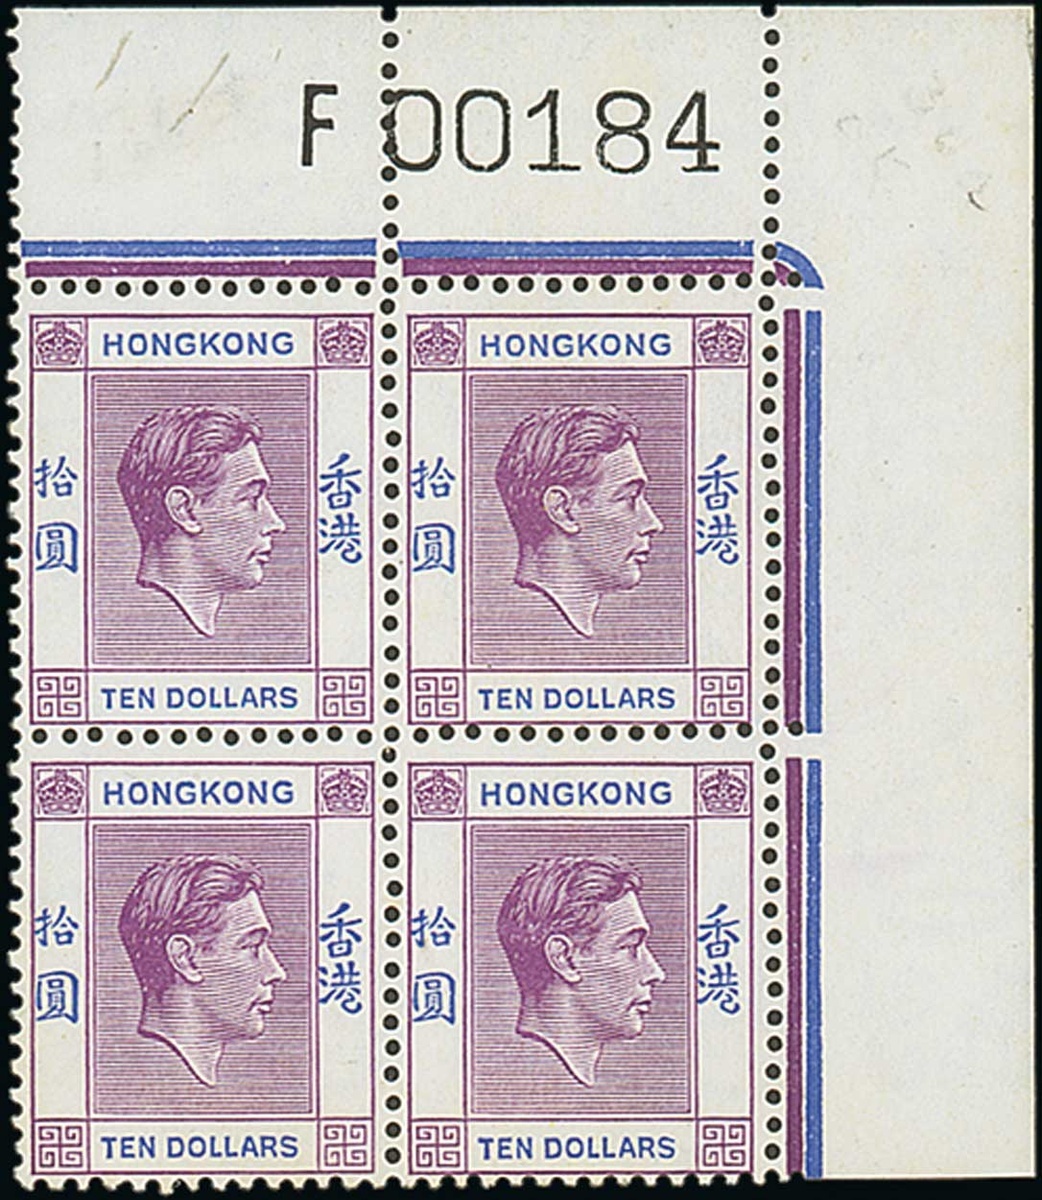 F 00184
HONGKONG
拾圓
香港
TEN DOLLARS
HONGKONG
拾圓
香港
TEN DOLLARS
HONGKONG
拾圓
香港
TEN DOLLARS
HONGKONG
拾圓
香港
TEN DOLLARS